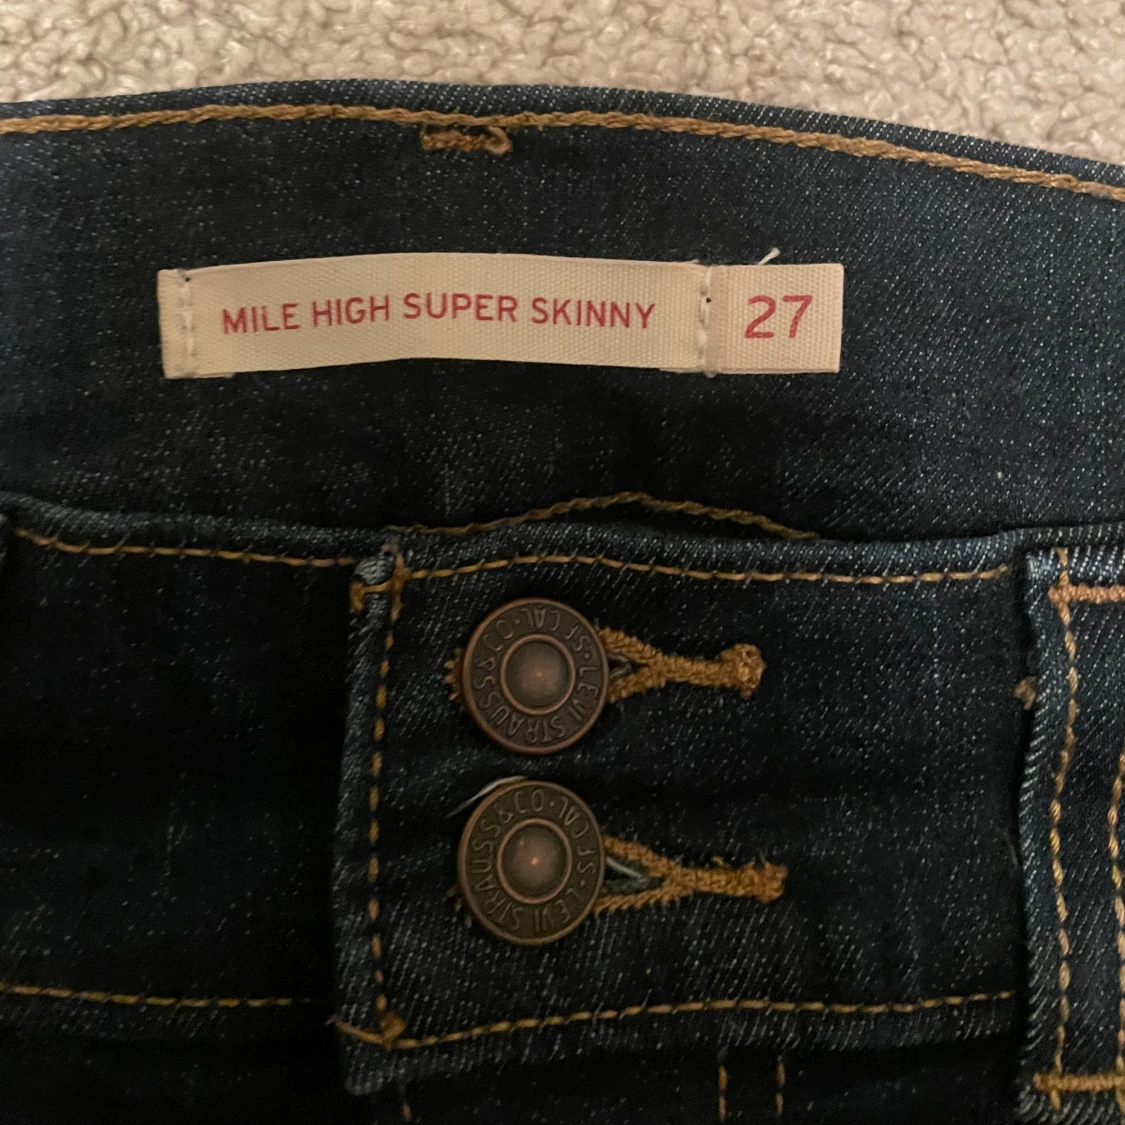 MILE HIGH SUPER SKINNY 27
LEVI STRAUSS & CO · S.F. CAL ·
LEVI STRAUSS & CO · S.F. CAL ·